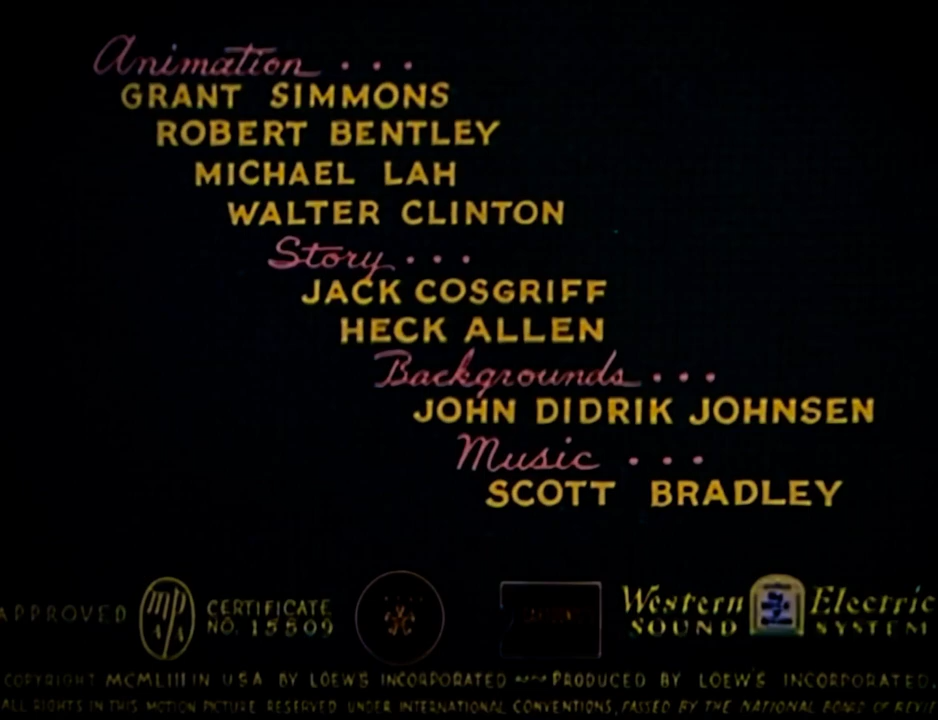 Animation...
GRANT SIMMONS
ROBERT BENTLEY
MICHAEL LAH
WALTER CLINTON
Story...
JACK COSGRIFF
HECK ALLEN
Backgrounds...
JOHN DIDRIK JOHNSEN
Music...
SCOTT BRADLEY
APPROVED
CERTIFICATE
NO. 15809
Western Electric
SOUND SYSTEM
COPYRIGHT MCMLIII IN U S A BY LOEW'S INCORPORATED PRODUCED BY LOEW'S INCORPORATED.
ALL RIGHTS IN THIS MOTION PICTURE RESERVED UNDER INTERNATIONAL CONVENTIONS, PASSED BY THE NATIONAL BOARD OF